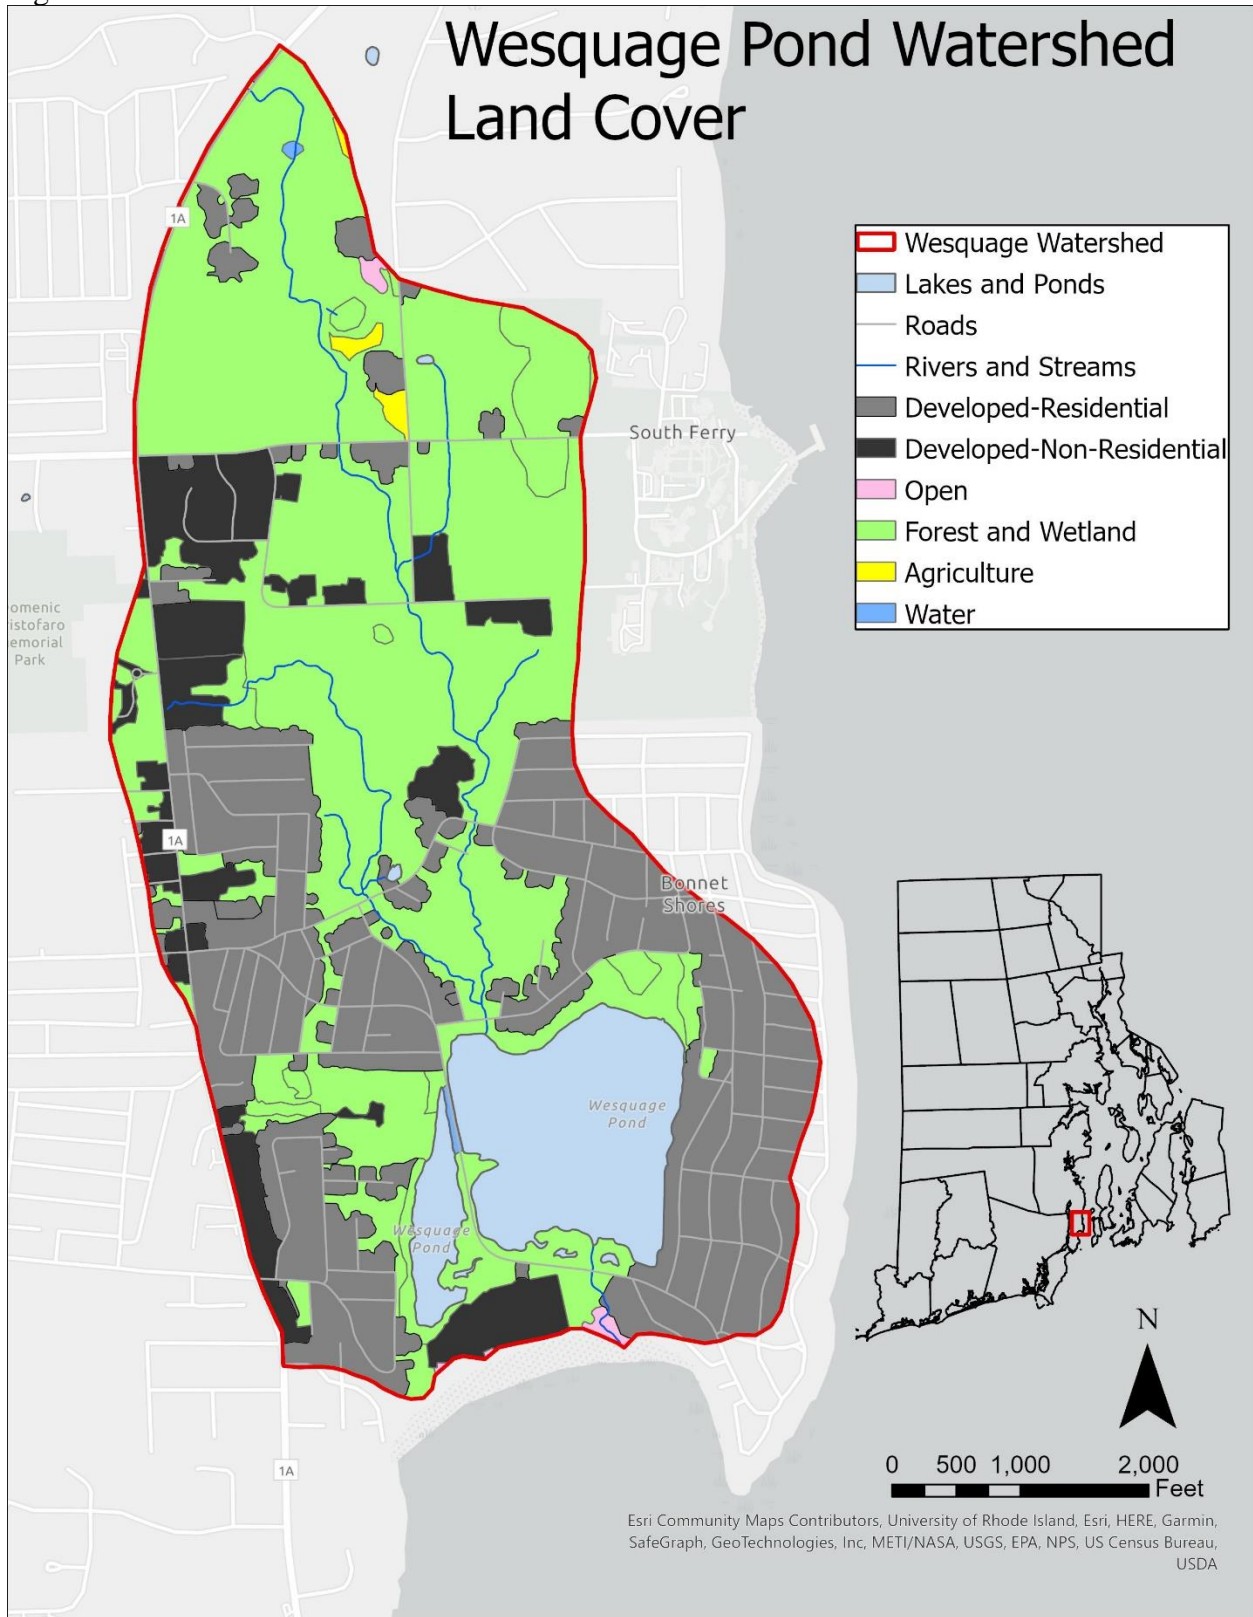 Wesquage Pond Watershed
Land Cover
1A
Wesquage Watershed
Lakes and Ponds
Roads
Rivers and Streams
Developed-Residential
Developed-Non-Residential
Open
Forest and Wetland
Agriculture
Water
South Ferry
Park
1A
Bonnet
Shores
Wesquage
Pond
Wesquage
Pond
N
0 500 1,000 2,000
Feet
1A
Esri Community Maps Contributors, University of Rhode Island, Esri, HERE, Garmin,
SafeGraph, GeoTechnologies, Inc, METI/NASA, USGS, EPA, NPS, US Census Bureau,
USDA